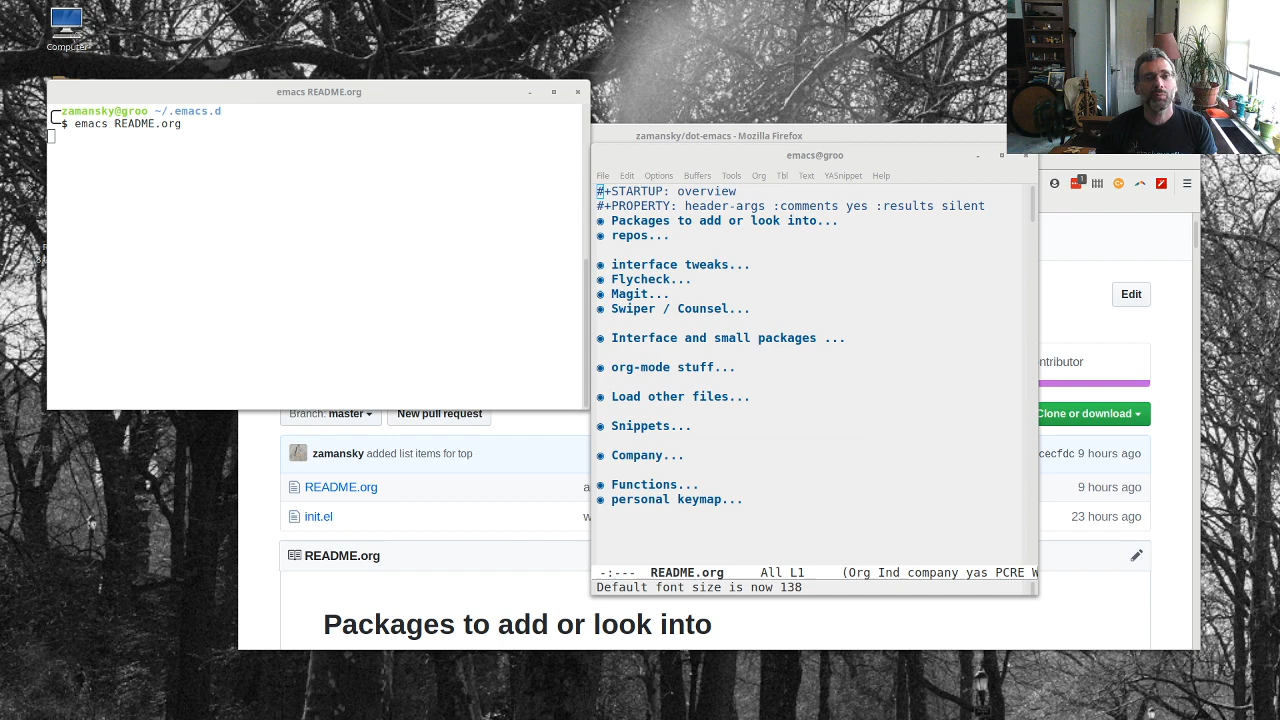 Computer
emacs README.org
zamansky@groo ~/.emacs.d
$ emacs README.org
zamansky/dot-emacs - Mozilla Firefox
emacs@groo
File Edit Options Buffers Tools Org Tbl Text YASnippet Help
#+STARTUP: overview
#+PROPERTY: header-args :comments yes :results silent
◉ Packages to add or look into...
◉ repos...
◉ interface tweaks...
◉ Flycheck...
◉ Magit...
◉ Swiper / Counsel...
◉ Interface and small packages ...
◉ org-mode stuff...
◉ Load other files...
◉ Snippets...
◉ Company...
◉ Functions...
◉ personal keymap...
-:--- README.org All L1 (Org Ind company yas PCRE W
Default font size is now 138
1
Edit
ntributor
Branch: master
New pull request
Clone or download
zamansky added list items for top
cecfdc 9 hours ago
README.org
9 hours ago
init.el
23 hours ago
README.org
Packages to add or look into